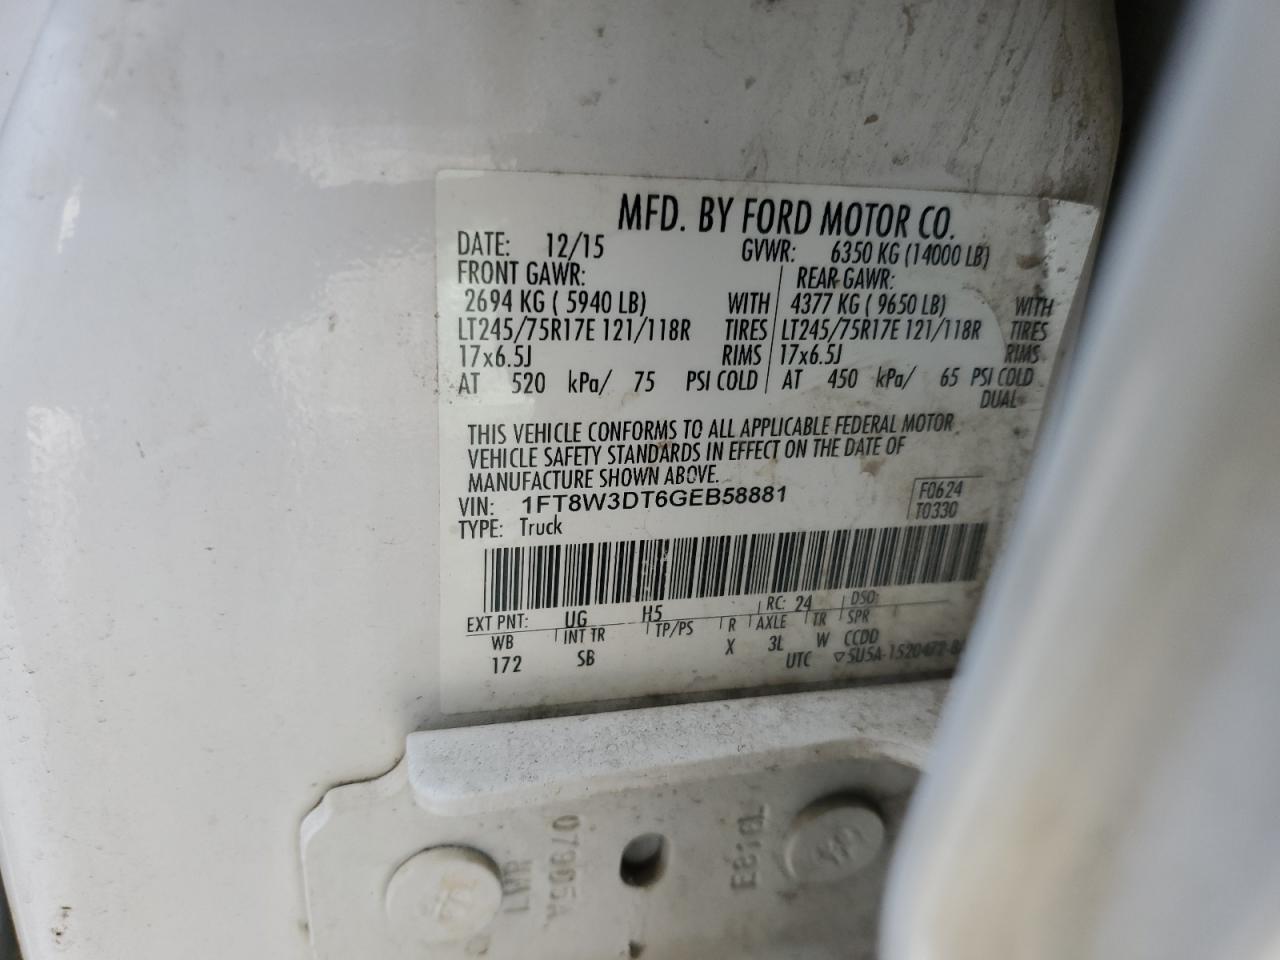 MFD. BY FORD MOTOR CO.
DATE: 12/15 GVWR: 6350 KG (14000 LB)
FRONT GAWR: REAR GAWR:
2694 KG ( 5940 LB) WITH 4377 KG ( 9650 LB) WITH
LT245/75R17E 121/118R TIRES LT245/75R17E 121/118R TIRES
17x6.5J RIMS 17x6.5J RIMS
AT 520 kPa/ 75 PSI COLD AT 450 kPa/ 65 PSI COLD
DUAL
THIS VEHICLE CONFORMS TO ALL APPLICABLE FEDERAL MOTOR
VEHICLE SAFETY STANDARDS IN EFFECT ON THE DATE OF
MANUFACTURE SHOWN ABOVE.
VIN: 1FT8W3DT6GEB58881 F0624
TYPE: Truck T0330
EXT PNT: UG H5 RC: 24 DSO:
WB INT TR TP/PS R AXLE TR SPR
172 SB X 3L W CCDD
UTC ▽5U5A-1520472-
LWR 07905A E8161